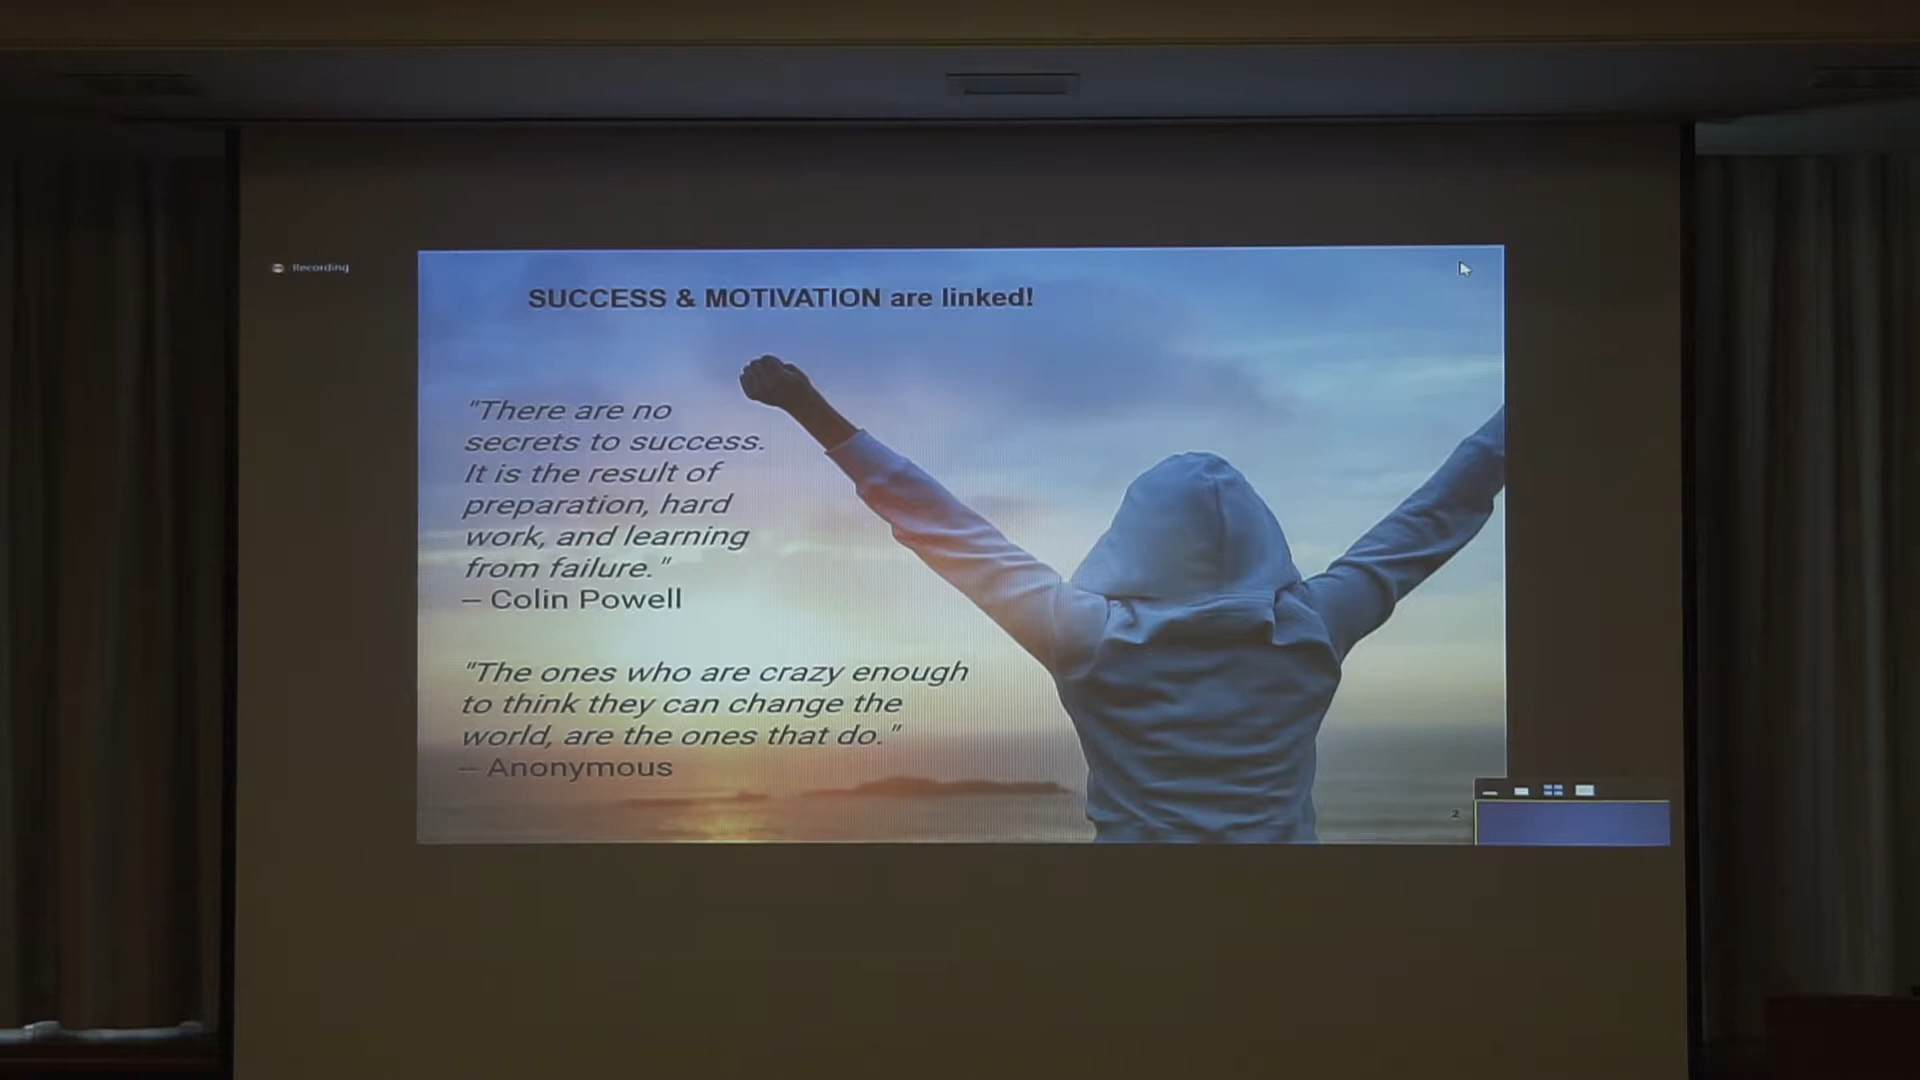 Recording
SUCCESS & MOTIVATION are linked!
"There are no
secrets to success.
It is the result of
preparation, hard
work, and learning
from failure."
– Colin Powell
"The ones who are crazy enough
to think they can change the
world, are the ones that do."
– Anonymous
2